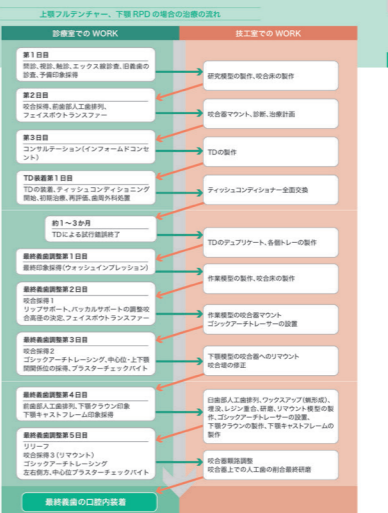 上顎フルデンチャー、下顎 RPD の場合の治療の流れ
診療室での WORK
技工室での WORK
第1日目
問診、視診、触診、エックス線診査、旧義歯の
診査、予備印象採得
研究模型の製作、咬合床の製作
第2日目
咬合採得、前歯部人工歯排列、
フェイスボウトランスファー
咬合器マウント、診断、治療計画
第3日目
コンサルテーション(インフォームドコンセ
ント)
TDの製作
TD装着第1日目
TDの装着、ティッシュコンディショニング
開始、初期治療、再評価、歯周外科処置
ティッシュコンディショナー全面交換
約1〜3か月
TDによる試行錯誤終了
TDのデュプリケート、各個トレーの製作
最終義歯調整第1日目
最終印象採得(ウォッシュインプレッション)
作業模型の製作、咬合床の製作
最終義歯調整第2日目
咬合採得1
リップサポート、バッカルサポートの調整咬
合高径の決定、フェイスボウトランスファー
作業模型の咬合器マウント
ゴシックアーチトレーサーの設置
最終義歯調整第3日目
咬合採得2
ゴシックアーチトレーシング、中心位・上下顎
間関係位の採得、プラスターチェックバイト
下顎模型の咬合器へのリマウント
咬合堤の修正
最終義歯調整第4日目
前歯部人工歯排列、下顎クラウン印象
下顎キャストフレーム印象採得
臼歯部人工歯排列、ワックスアップ(歯肉形成)、
埋没、レジン重合、研磨、リマウント模型の製
作、ゴシックアーチトレーサーの設置、
下顎クラウンの製作、下顎キャストフレームの
製作
最終義歯調整第5日目
リリーフ
咬合採得3(リマウント)
ゴシックアーチトレーシング
左右側方、中心位プラスターチェックバイト
咬合器顆路調整
咬合器上での人工歯の削合最終研磨
最終義歯の口腔内装着